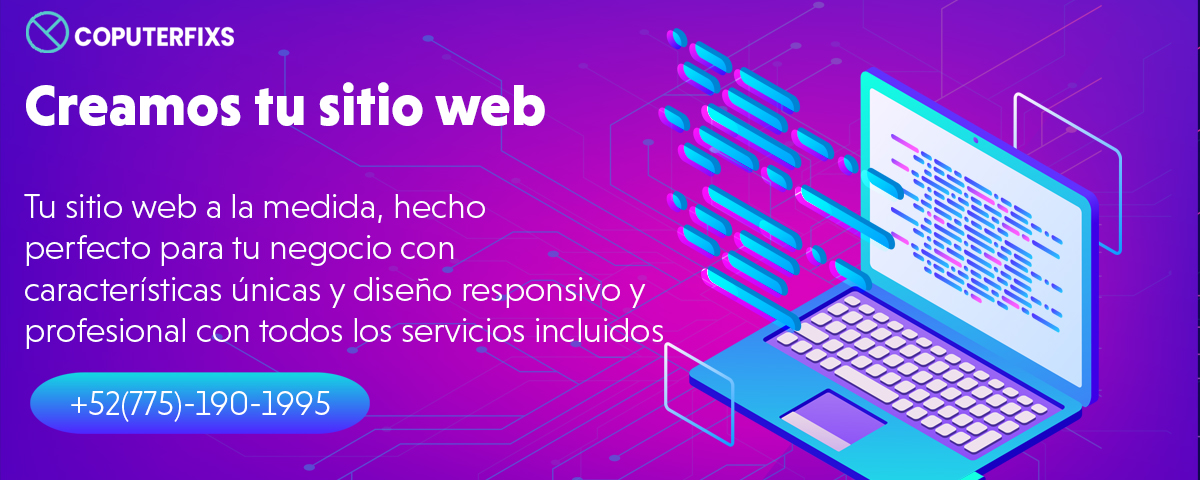 COPUTERFIXS
Creamos tu sitio web
Tu sitio web a la medida, hecho
perfecto para tu negocio con
características únicas y diseño responsivo y
profesional con todos los servicios incluidos
+52(775)-190-1995